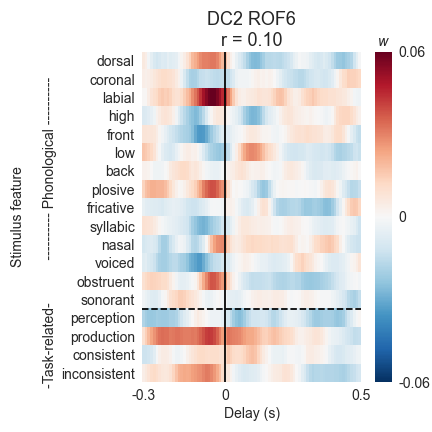 DC2 ROF6
r = 0.10
w
dorsal
coronal
labial
high
front
low
back
plosive
fricative
syllabic
nasal
voiced
obstruent
sonorant
perception
production
consistent
inconsistent
Stimulus feature
-Task-related- ---------- Phonological ----------
0.06
0
-0.06
-0.3 0 0.5
Delay (s)